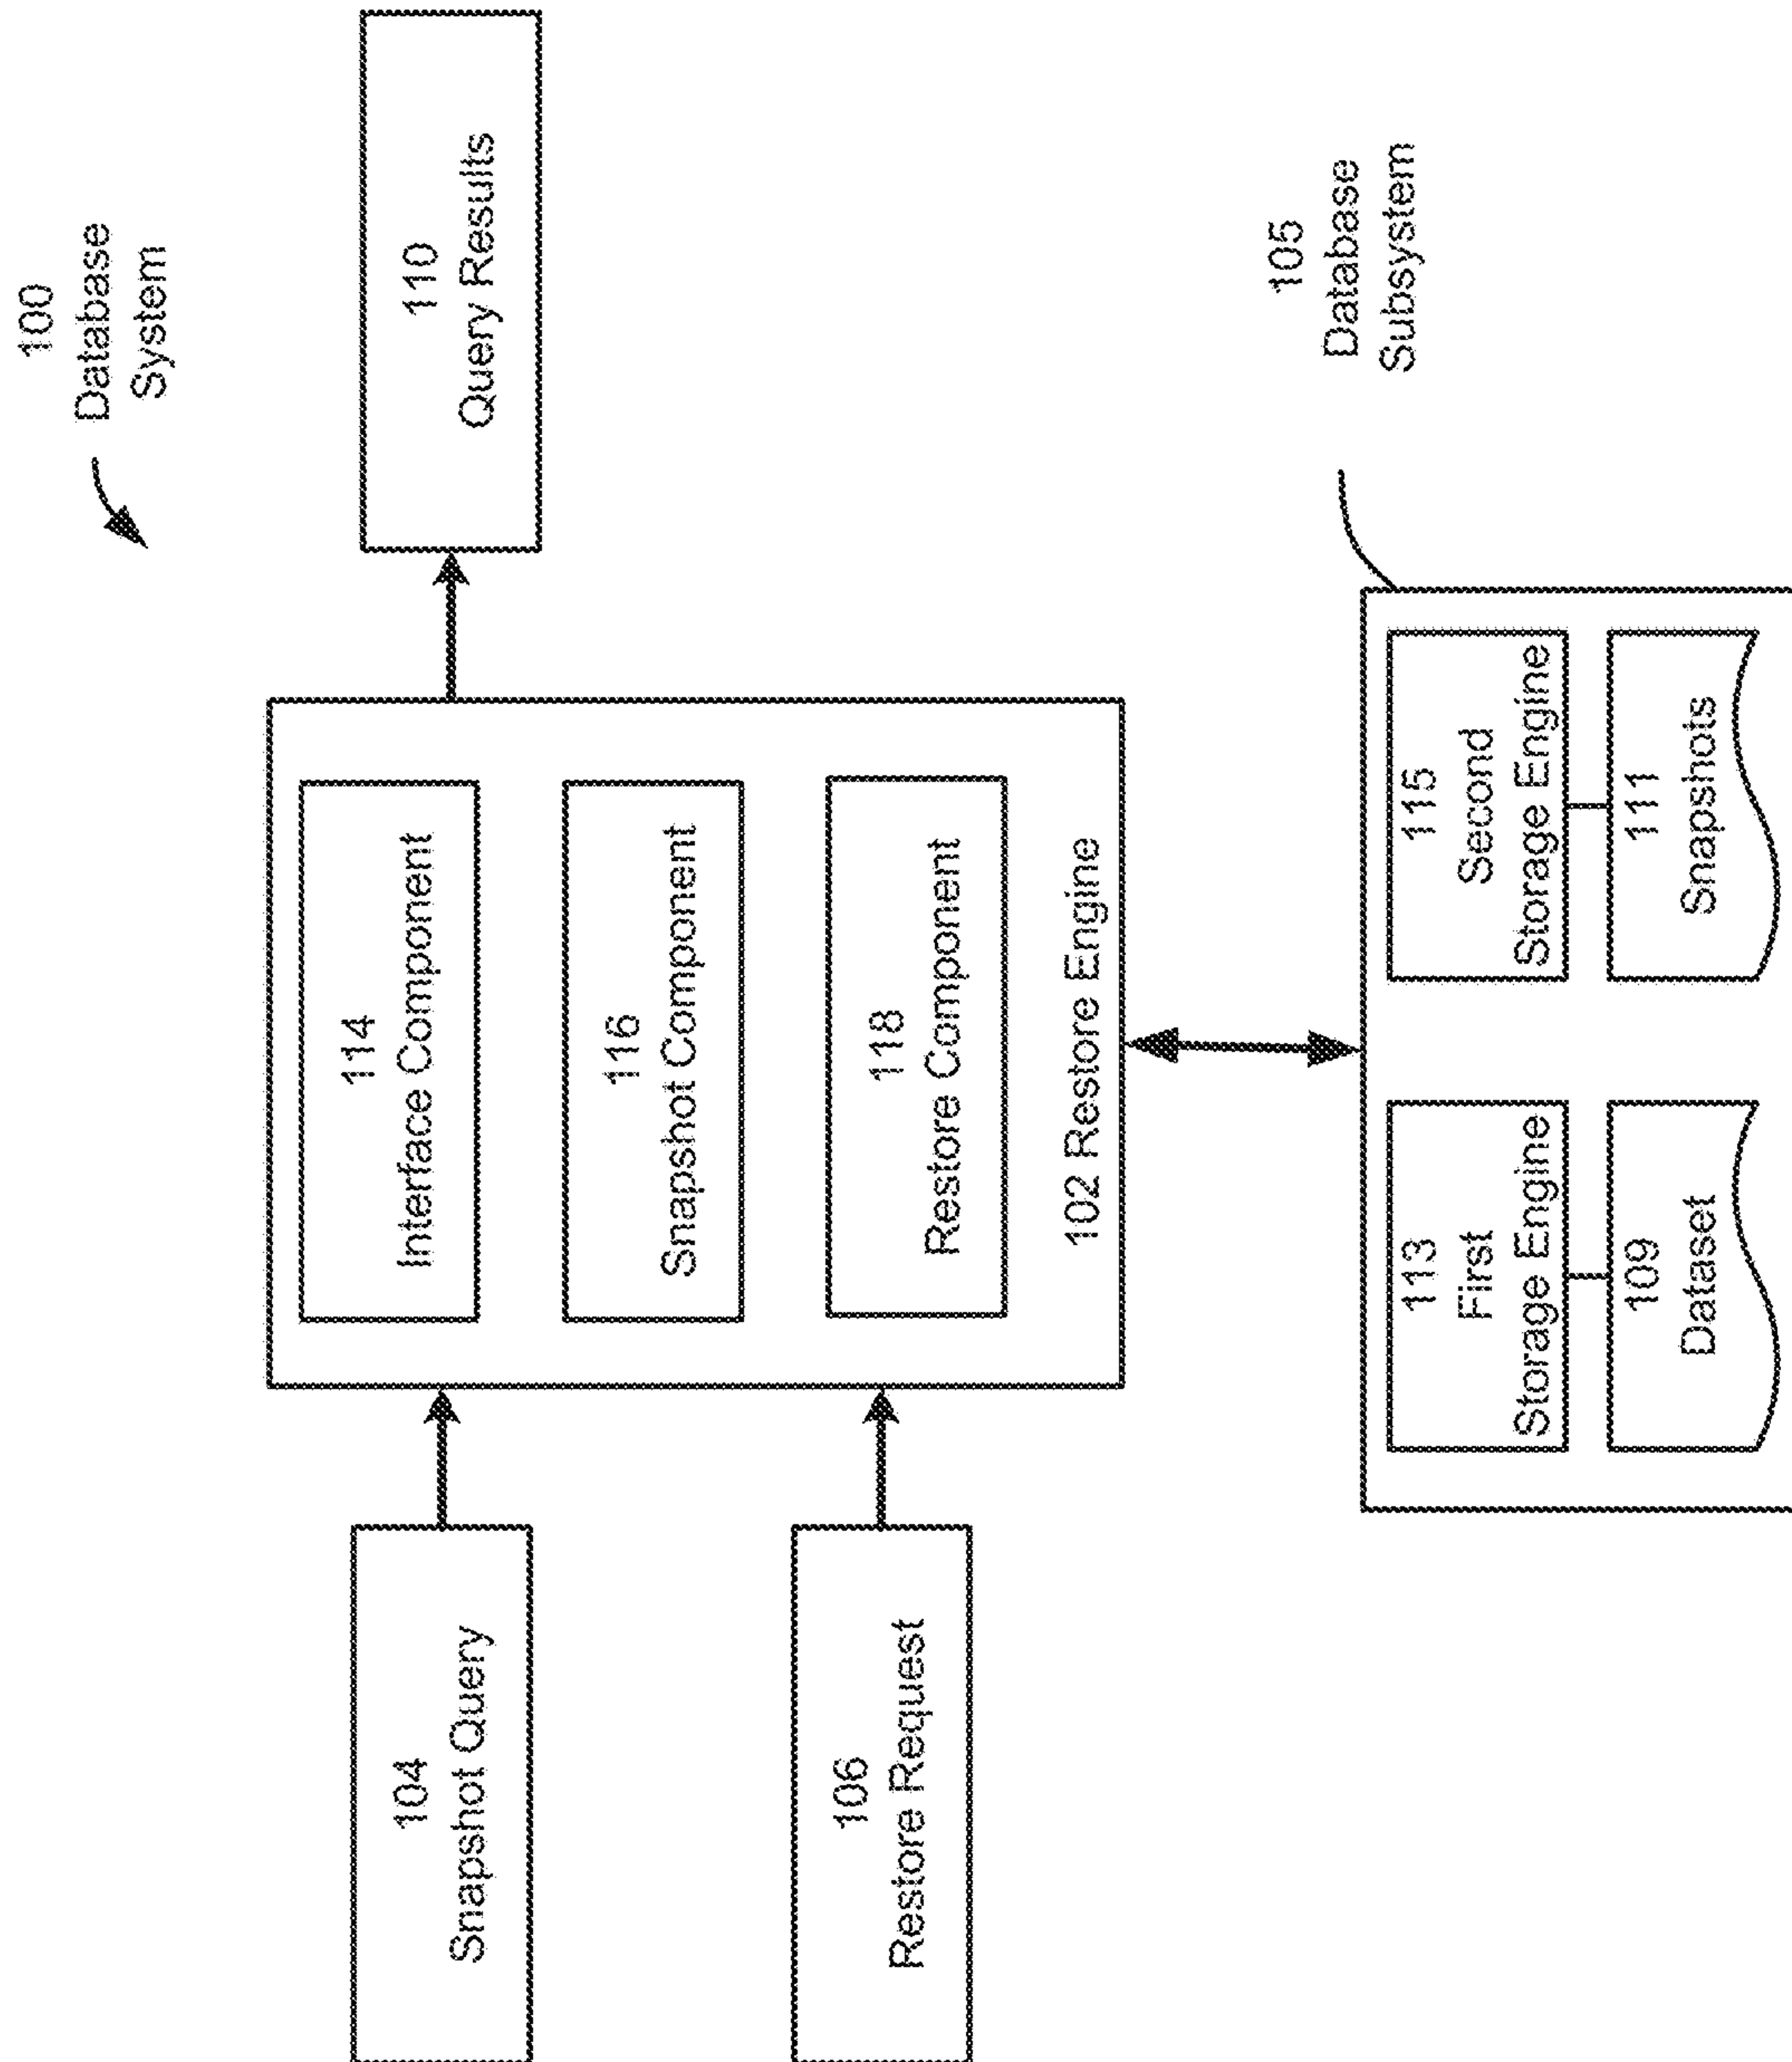 100
Database
System
104
Snapshot Query
106
Restore Request
114
Interface Component
116
Snapshot Component
118
Restore Component
102 Restore Engine
110
Query Results
105
Database
Subsystem
113
First
Storage Engine
109
Dataset
115
Second
Storage Engine
111
Snapshots